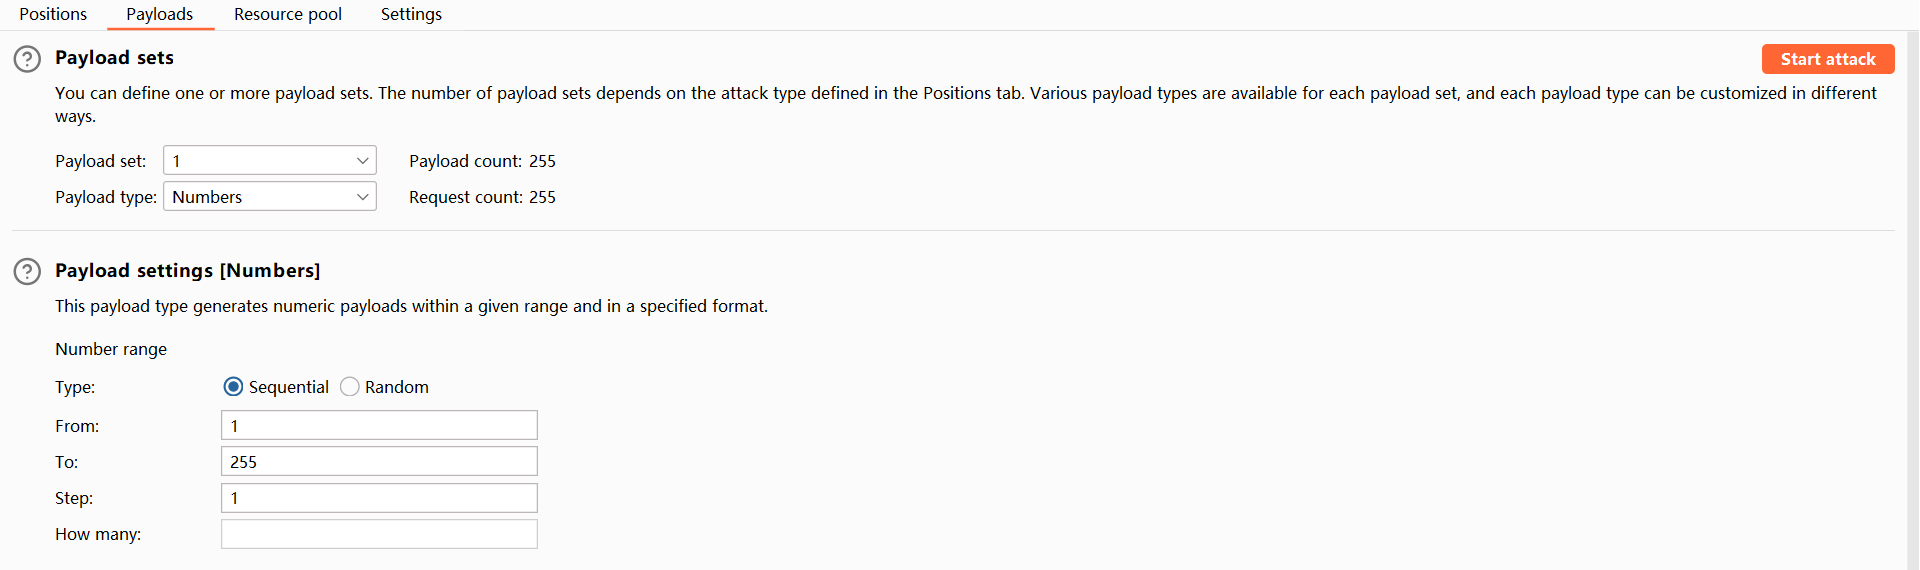 Positions Payloads Resource pool Settings
? Payload sets Start attack
You can define one or more payload sets. The number of payload sets depends on the attack type defined in the Positions tab. Various payload types are available for each payload set, and each payload type can be customized in different
ways.
Payload set: 1 Payload count: 255
Payload type: Numbers Request count: 255
? Payload settings [Numbers]
This payload type generates numeric payloads within a given range and in a specified format.
Number range
Type: Sequential Random
From: 1
To: 255
Step: 1
How many: